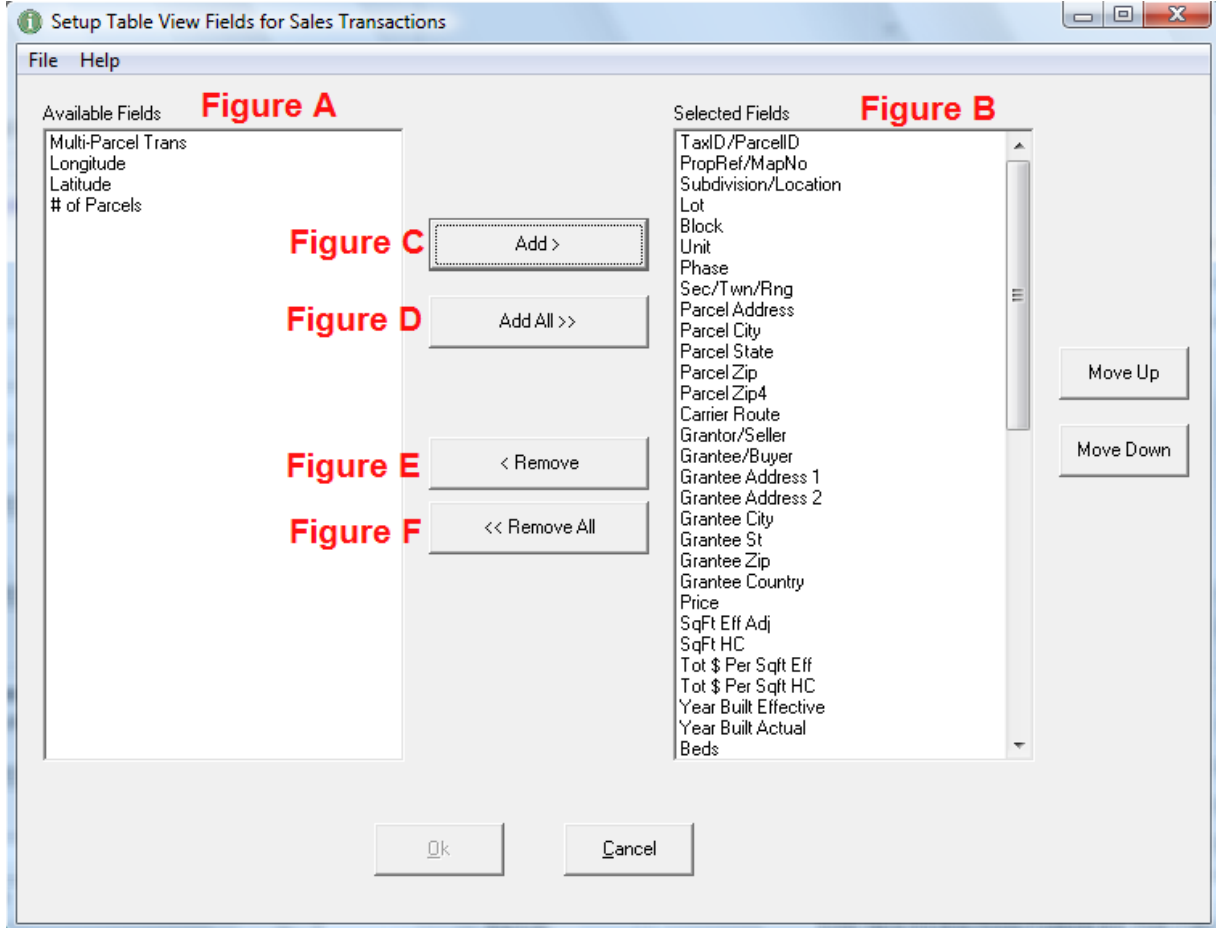 Setup Table View Fields for Sales Transactions
File Help
Available Fields Figure A
Multi-Parcel Trans
Longitude
Latitude
# of Parcels
Figure C Add >
Figure D Add All >>
Figure E < Remove
Figure F << Remove All
Selected Fields Figure B
TaxID/ParcelID
PropRef/MapNo
Subdivision/Location
Lot
Block
Unit
Phase
Sec/Twn/Rng
Parcel Address
Parcel City
Parcel State
Parcel Zip
Parcel Zip4
Carrier Route
Grantor/Seller
Grantee/Buyer
Grantee Address 1
Grantee Address 2
Grantee City
Grantee St
Grantee Zip
Grantee Country
Price
SqFt Eff Adj
SqFt HC
Tot $ Per Sqft Eff
Tot $ Per Sqft HC
Year Built Effective
Year Built Actual
Beds
Move Up
Move Down
Ok Cancel